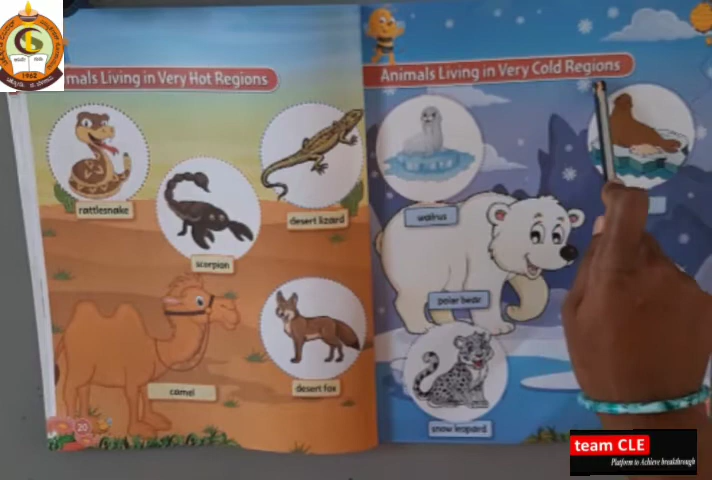 mals Living in Very Hot Regions
Animals Living in Very Cold Regions
rattlesnake
scorpion
desert lizard
camel
desert fox
20
walrus
polar bear
snow leopard
1962
team CLE
Platform to Achieve breakthrough